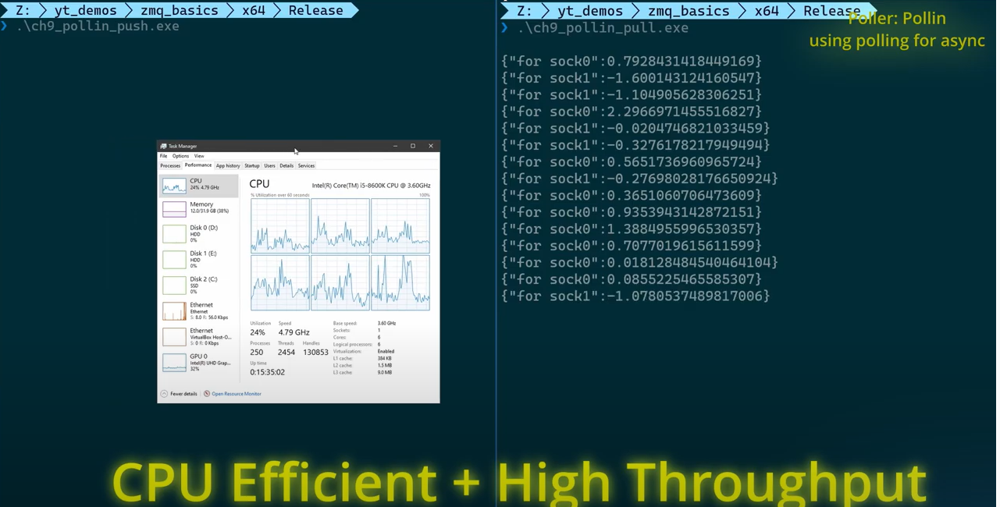 Z: yt_demos zmq_basics x64 Release
❯ .\ch9_pollin_push.exe
Task Manager
File Options View
Processes Performance App history Startup Users Details Services
CPU
24% 4.79 GHz
Memory
12.0/31.9 GB (38%)
Disk 0 (D:)
HDD
0%
Disk 1 (E:)
HDD
0%
Disk 2 (C:)
SSD
0%
Ethernet
Ethernet
S: 8.0 R: 56.0 Kbps
Ethernet
VirtualBox Host-O...
S: 0 R: 0 Kbps
GPU 0
Intel(R) UHD Grap...
32%
CPU Intel(R) Core(TM) i5-8600K CPU @ 3.60GHz
% Utilization over 60 seconds 100%
Utilization Speed
24% 4.79 GHz
Processes Threads Handles
250 2454 130853
Up time
0:15:35:02
Base speed: 3.60 GHz
Sockets: 1
Cores: 6
Logical processors: 6
Virtualization: Enabled
L1 cache: 384 KB
L2 cache: 1.5 MB
L3 cache: 9.0 MB
Fewer details Open Resource Monitor
Z: yt_demos zmq_basics x64 Release
❯ .\ch9_pollin_pull.exe
Poller: Pollin
using polling for async
{"for sock0":0.7928431418449169}
{"for sock1":-1.600143124160547}
{"for sock1":-1.104905628306251}
{"for sock0":2.2966971455516827}
{"for sock1":-0.0204746821033459}
{"for sock1":-0.3276178217949494}
{"for sock0":0.5651736960965724}
{"for sock1":-0.27698028176650924}
{"for sock0":0.3651060706473609}
{"for sock0":0.9353943142872151}
{"for sock0":1.3884955996530357}
{"for sock0":0.7077019615611599}
{"for sock0":0.018128484540464104}
{"for sock0":0.0855225465585307}
{"for sock1":-1.0780537489817006}
CPU Efficient + High Throughput